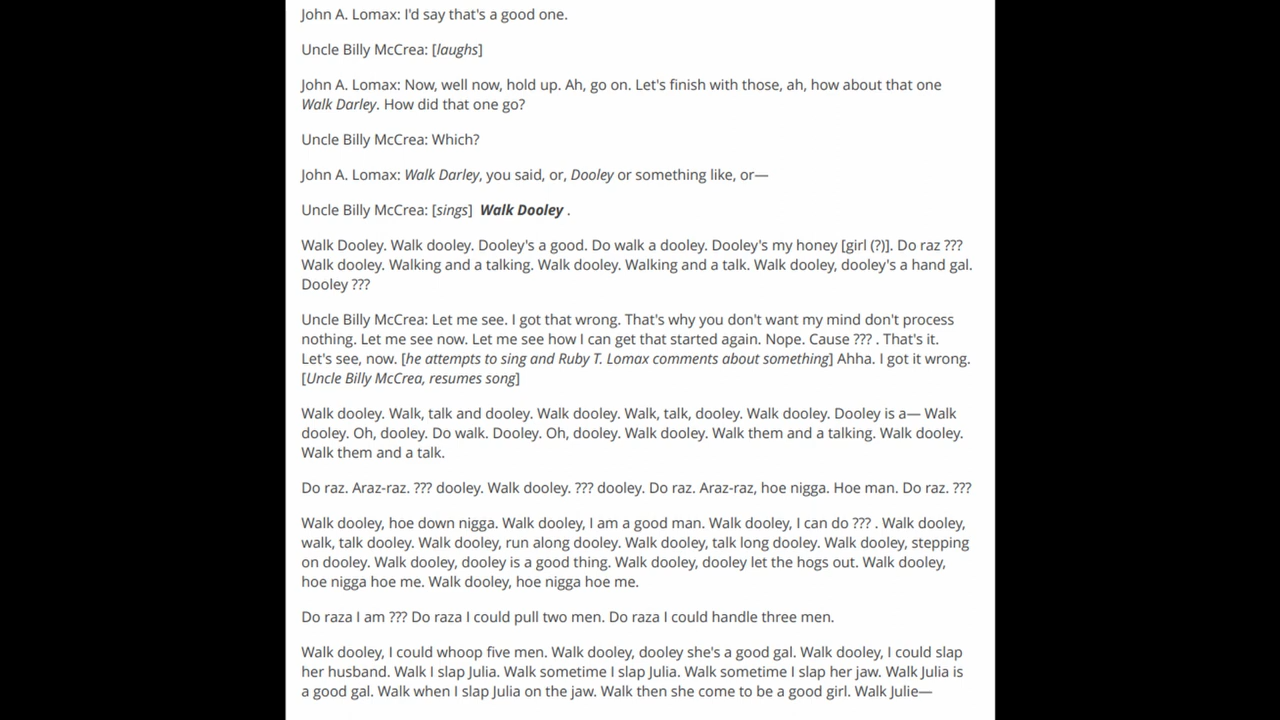 John A. Lomax: I'd say that's a good one.
Uncle Billy McCrea: [laughs]
John A. Lomax: Now, well now, hold up. Ah, go on. Let's finish with those, ah, how about that one
Walk Darley. How did that one go?
Uncle Billy McCrea: Which?
John A. Lomax: Walk Darley, you said, or, Dooley or something like, or—
Uncle Billy McCrea: [sings] Walk Dooley .
Walk Dooley. Walk dooley. Dooley's a good. Do walk a dooley. Dooley's my honey [girl (?)]. Do raz ???
Walk dooley. Walking and a talking. Walk dooley. Walking and a talk. Walk dooley, dooley's a hand gal.
Dooley ???
Uncle Billy McCrea: Let me see. I got that wrong. That's why you don't want my mind don't process
nothing. Let me see now. Let me see how I can get that started again. Nope. Cause ??? . That's it.
Let's see, now. [he attempts to sing and Ruby T. Lomax comments about something] Ahha. I got it wrong.
[Uncle Billy McCrea, resumes song]
Walk dooley. Walk, talk and dooley. Walk dooley. Walk, talk, dooley. Walk dooley. Dooley is a— Walk
dooley. Oh, dooley. Do walk. Dooley. Oh, dooley. Walk dooley. Walk them and a talking. Walk dooley.
Walk them and a talk.
Do raz. Araz-raz. ??? dooley. Walk dooley. ??? dooley. Do raz. Araz-raz, hoe nigga. Hoe man. Do raz. ???
Walk dooley, hoe down nigga. Walk dooley, I am a good man. Walk dooley, I can do ??? . Walk dooley,
walk, talk dooley. Walk dooley, run along dooley. Walk dooley, talk long dooley. Walk dooley, stepping
on dooley. Walk dooley, dooley is a good thing. Walk dooley, dooley let the hogs out. Walk dooley,
hoe nigga hoe me. Walk dooley, hoe nigga hoe me.
Do raza I am ??? Do raza I could pull two men. Do raza I could handle three men.
Walk dooley, I could whoop five men. Walk dooley, dooley she's a good gal. Walk dooley, I could slap
her husband. Walk I slap Julia. Walk sometime I slap Julia. Walk sometime I slap her jaw. Walk Julia is
a good gal. Walk when I slap Julia on the jaw. Walk then she come to be a good girl. Walk Julie—